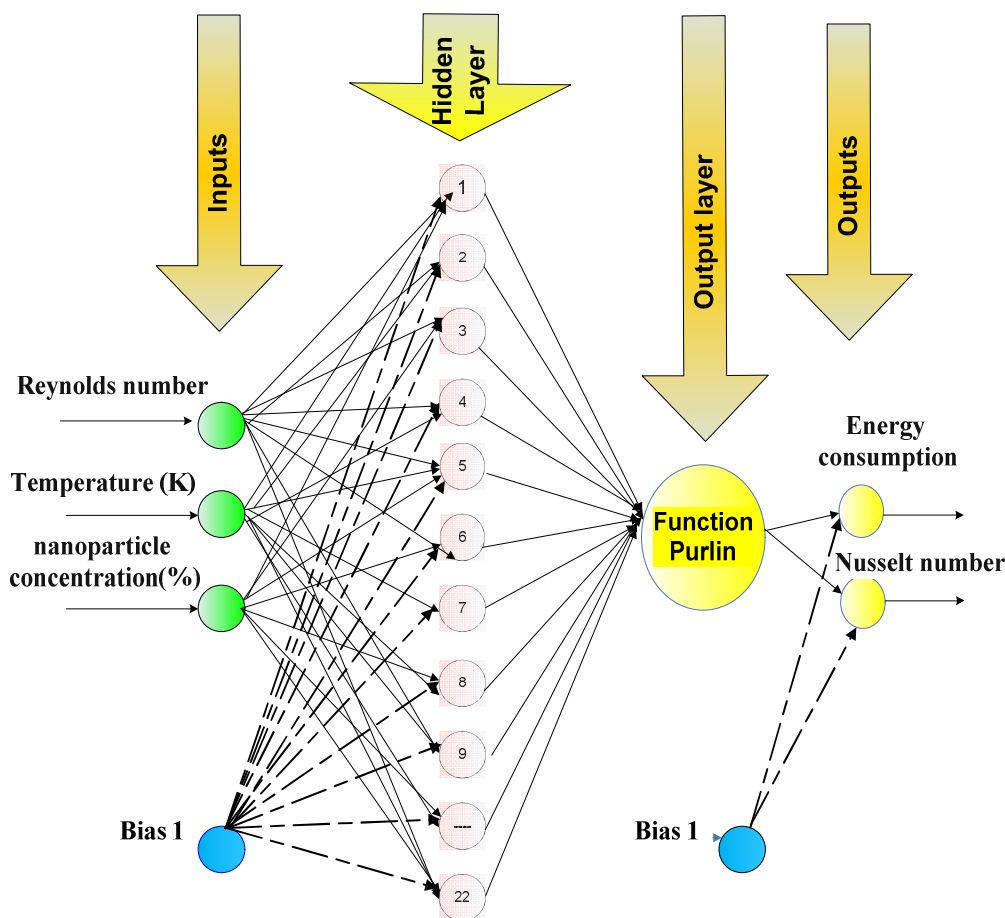 Inputs
Hidden
Layer
Output layer
Outputs
1
2
3
4
5
6
7
8
9
----
22
Reynolds number
Temperature (K)
nanoparticle
concentration(%)
Bias 1
Function
Purlin
Energy
consumption
Nusselt number
Bias 1